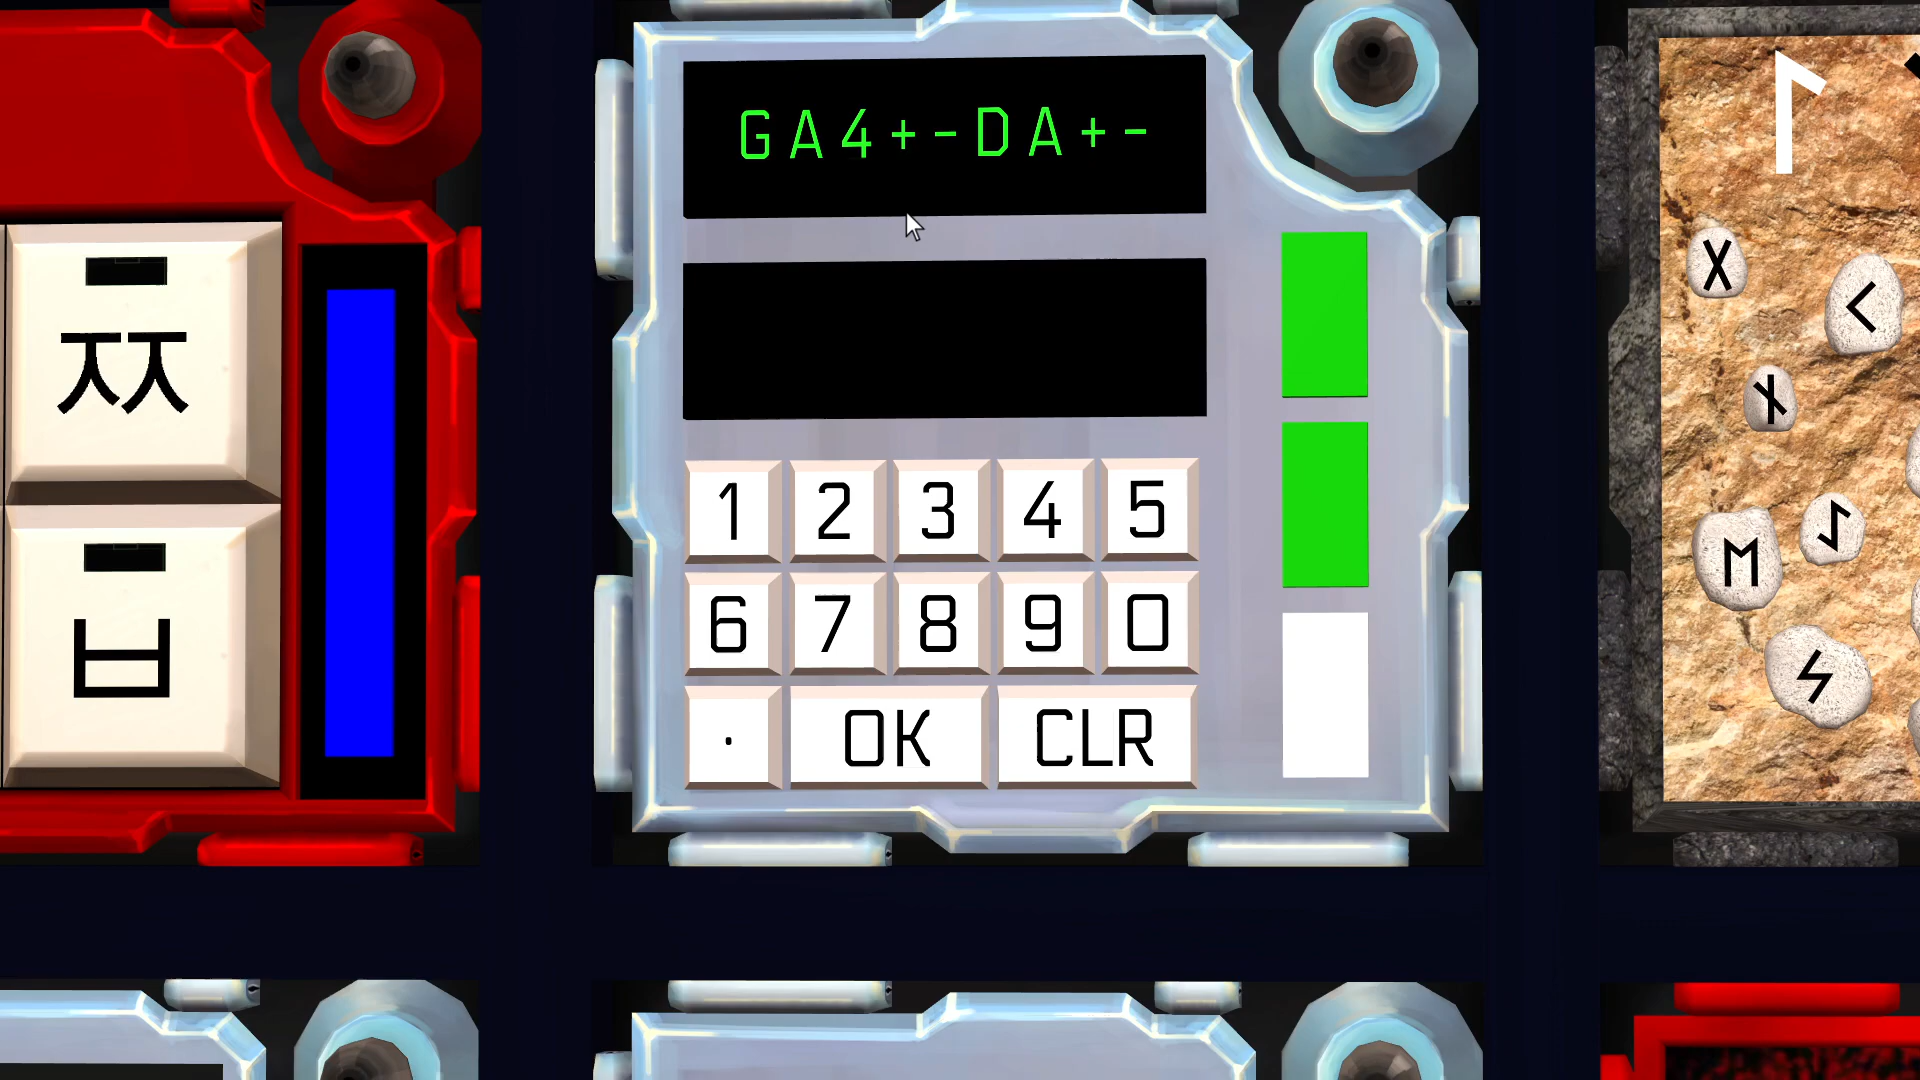 GA4+-DA+-
1 2 3 4 5
6 7 8 9 0
. OK CLR
ㅉ
ㅂ
ᛚ
ᚷ
ᚲ
ᚾ
ᛖ
ᛇ
ᛋ